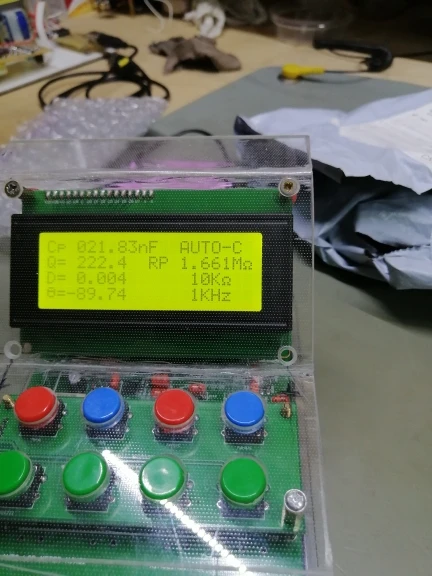 Cp 021.83nF AUTO-C
Q= 222.4 RP 1.661MΩ
D= 0.004 10KΩ
θ=-89.74 1KHz